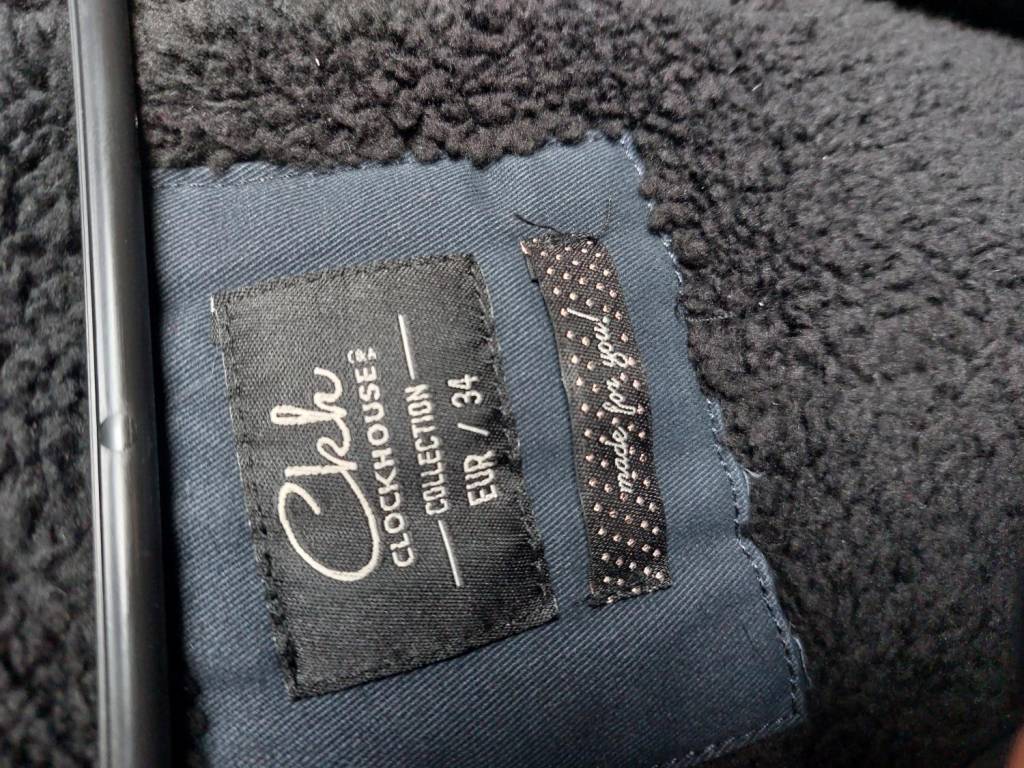 Ckh
CLOCKHOUSE C&A
COLLECTION
EUR / 34
made for you!